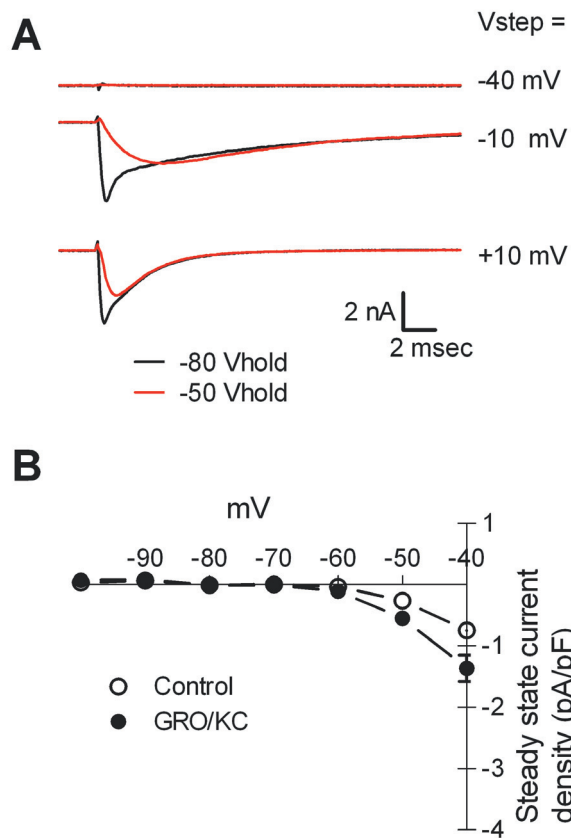 A
Vstep =
-40 mV
-10 mV
+10 mV
2 nA
2 msec
-80 Vhold
-50 Vhold
B
mV
-90 -80 -70 -60 -50 -40
1
-1
-2
-3
-4
Control
GRO/KC
Steady state current
density (pA/pF)